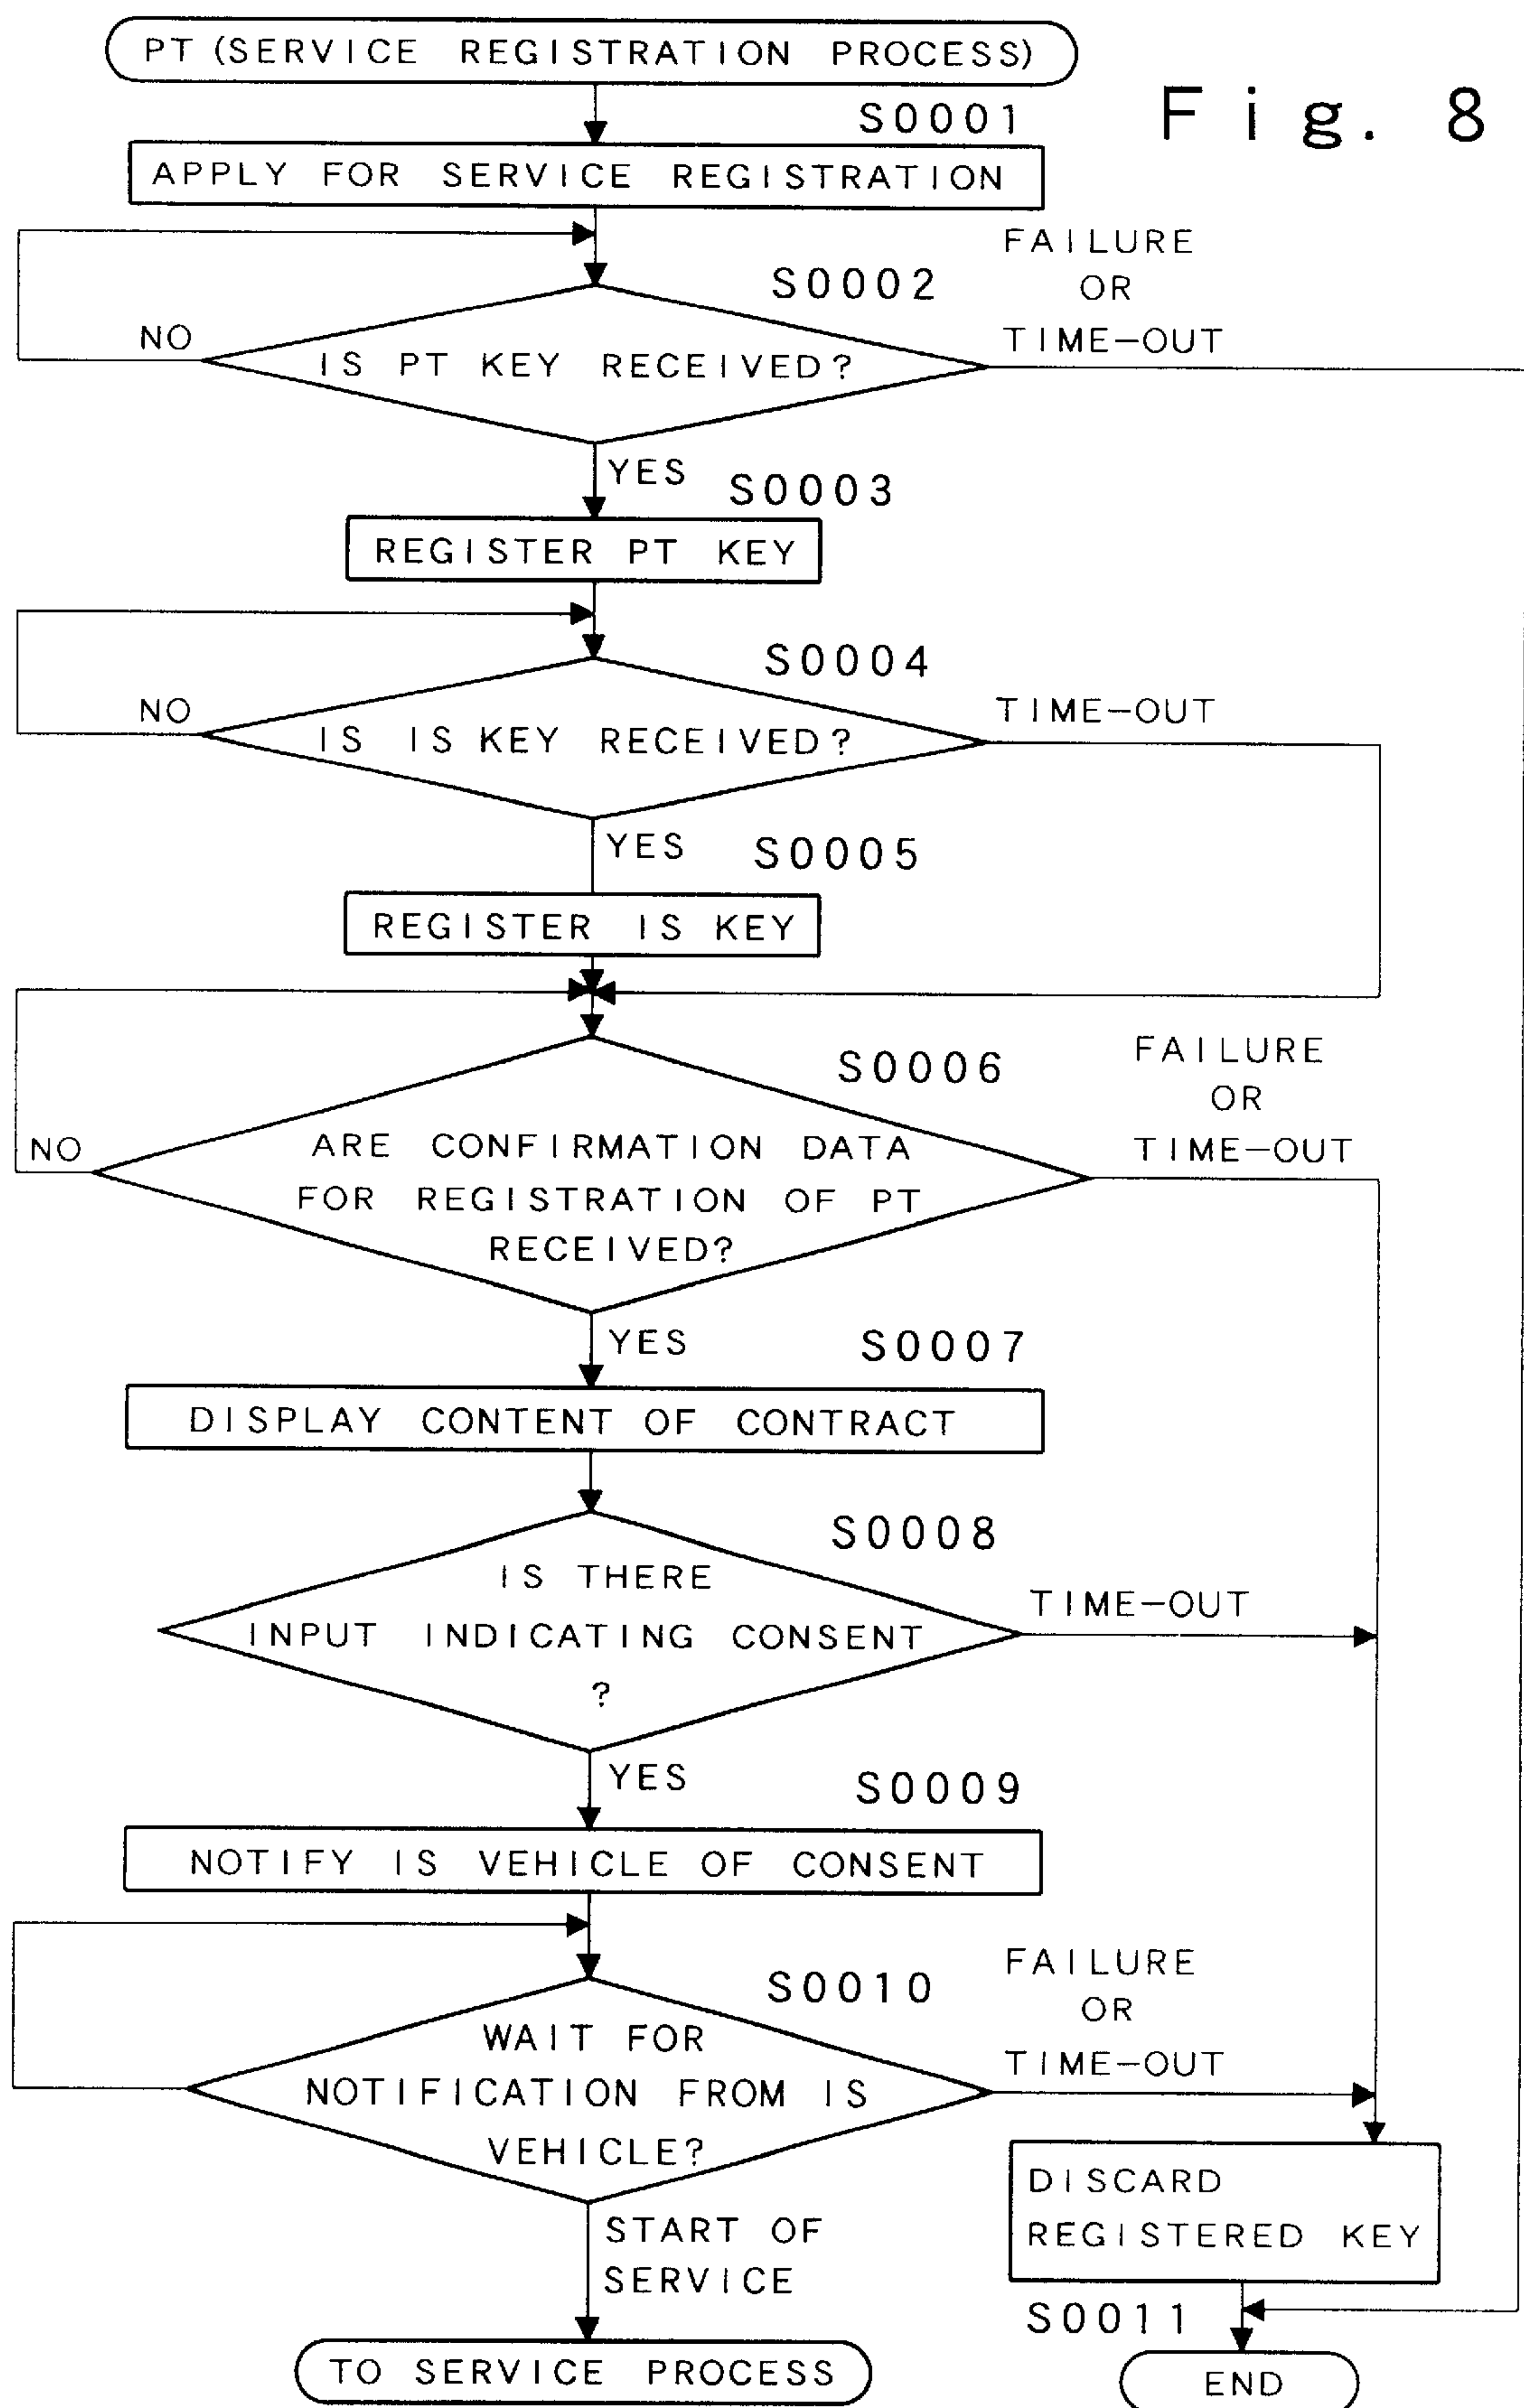 PT (SERVICE REGISTRATION PROCESS)
Fig. 8
S0001
APPLY FOR SERVICE REGISTRATION
FAILURE
OR
TIME-OUT
S0002
NO
IS PT KEY RECEIVED?
YES
S0003
REGISTER PT KEY
S0004
NO
TIME-OUT
IS IS KEY RECEIVED?
YES
S0005
REGISTER IS KEY
S0006
FAILURE
OR
TIME-OUT
NO
ARE CONFIRMATION DATA
FOR REGISTRATION OF PT
RECEIVED?
YES
S0007
DISPLAY CONTENT OF CONTRACT
S0008
IS THERE
INPUT INDICATING CONSENT
?
TIME-OUT
YES
S0009
NOTIFY IS VEHICLE OF CONSENT
S0010
FAILURE
OR
TIME-OUT
WAIT FOR
NOTIFICATION FROM IS
VEHICLE?
START OF
SERVICE
DISCARD
REGISTERED KEY
S0011
TO SERVICE PROCESS
END